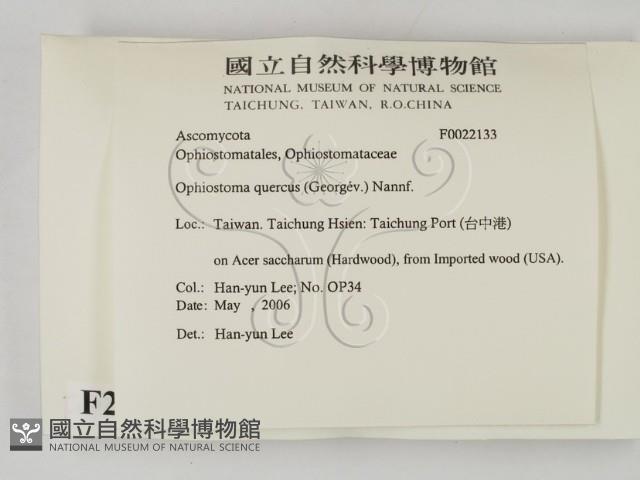 國立自然科學博物館
NATIONAL MUSEUM OF NATURAL SCIENCE
TAICHUNG, TAIWAN, R.O.CHINA
Ascomycota F0022133
Ophiostomatales, Ophiostomataceae
Ophiostoma quercus (Georgév.) Nannf.
Loc.: Taiwan. Taichung Hsien: Taichung Port (台中港)
on Acer saccharum (Hardwood), from Imported wood (USA).
Col.: Han-yun Lee; No. OP34
Date: May , 2006
Det.: Han-yun Lee
F2
國立自然科學博物館
NATIONAL MUSEUM OF NATURAL SCIENCE